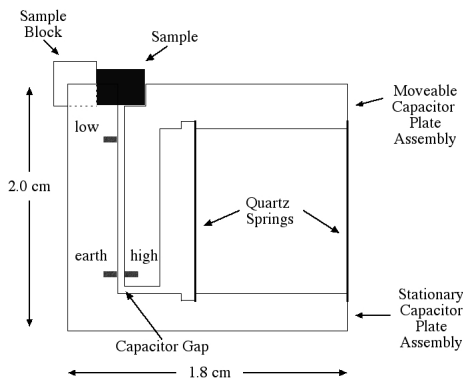 Sample
Block
Sample
Moveable
Capacitor
Plate
Assembly
low
2.0 cm
Quartz
Springs
earth
high
Stationary
Capacitor
Plate
Assembly
Capacitor Gap
1.8 cm